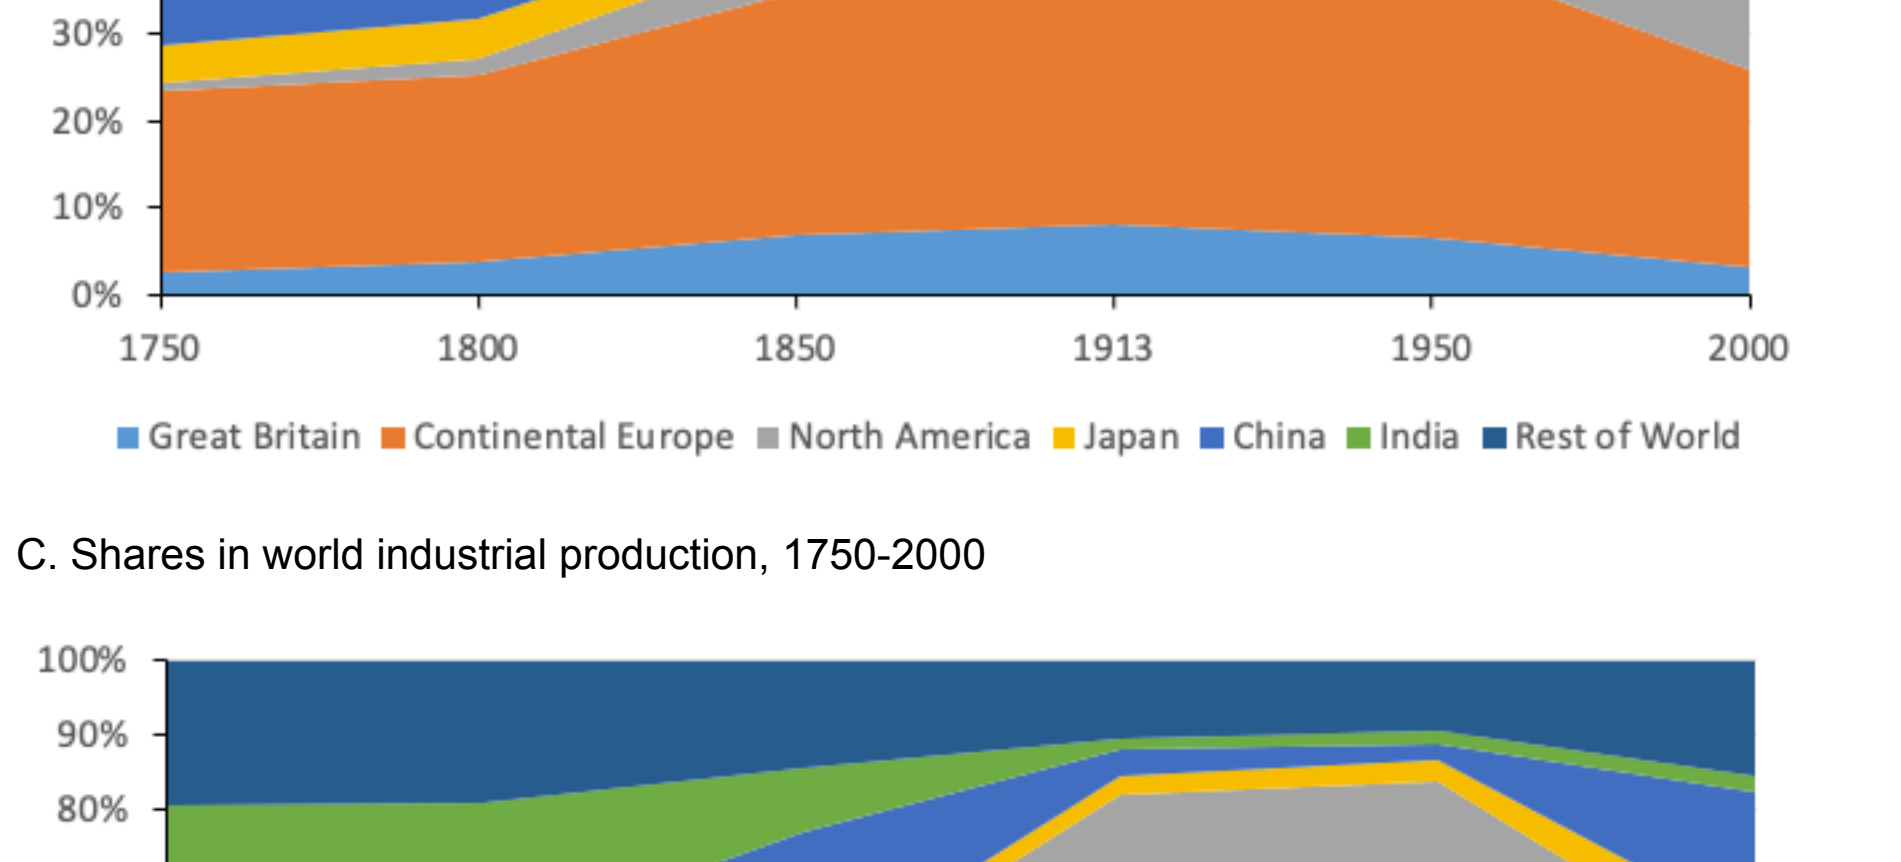 30%
20%
10%
0%
1750 1800 1850 1913 1950 2000
Great Britain Continental Europe North America Japan China India Rest of World
C. Shares in world industrial production, 1750-2000
100%
90%
80%